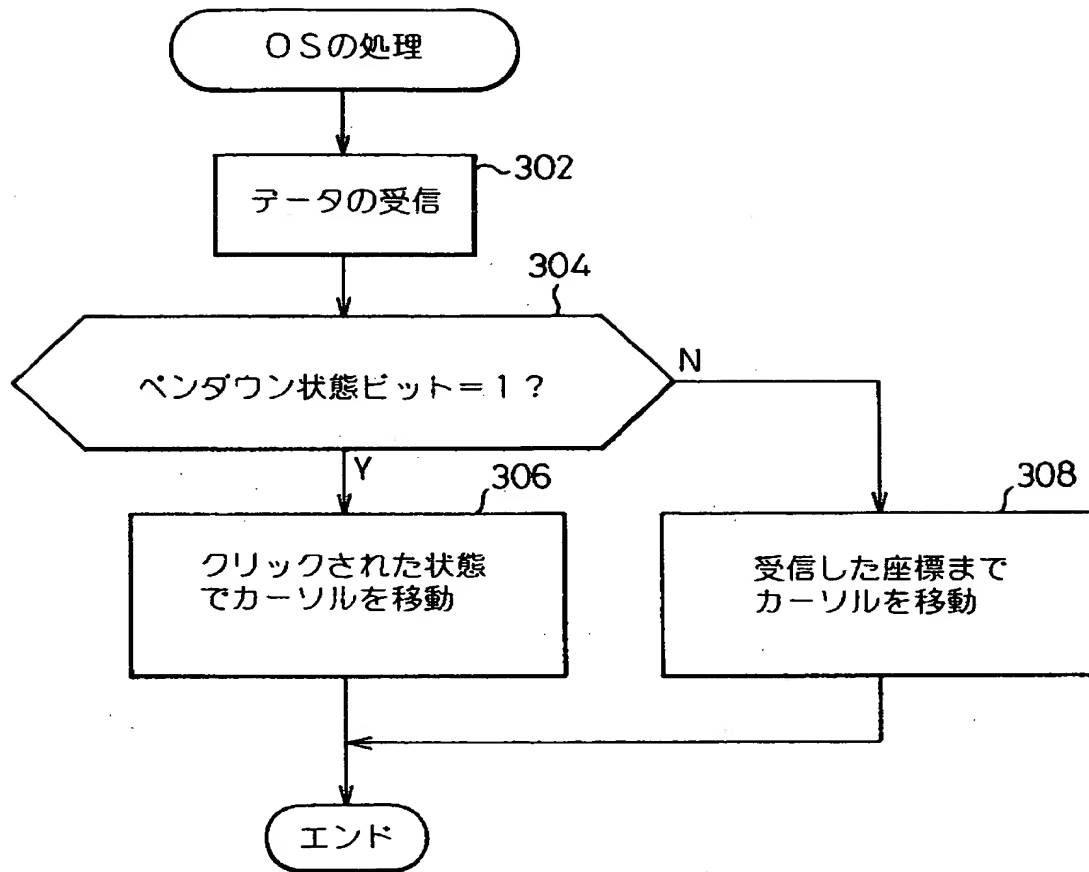 OSの処理
302
データの受信
304
ペンダウン状態ビット=1?
N
Y
306
クリックされた状態
でカーソルを移動
308
受信した座標まで
カーソルを移動
エンド